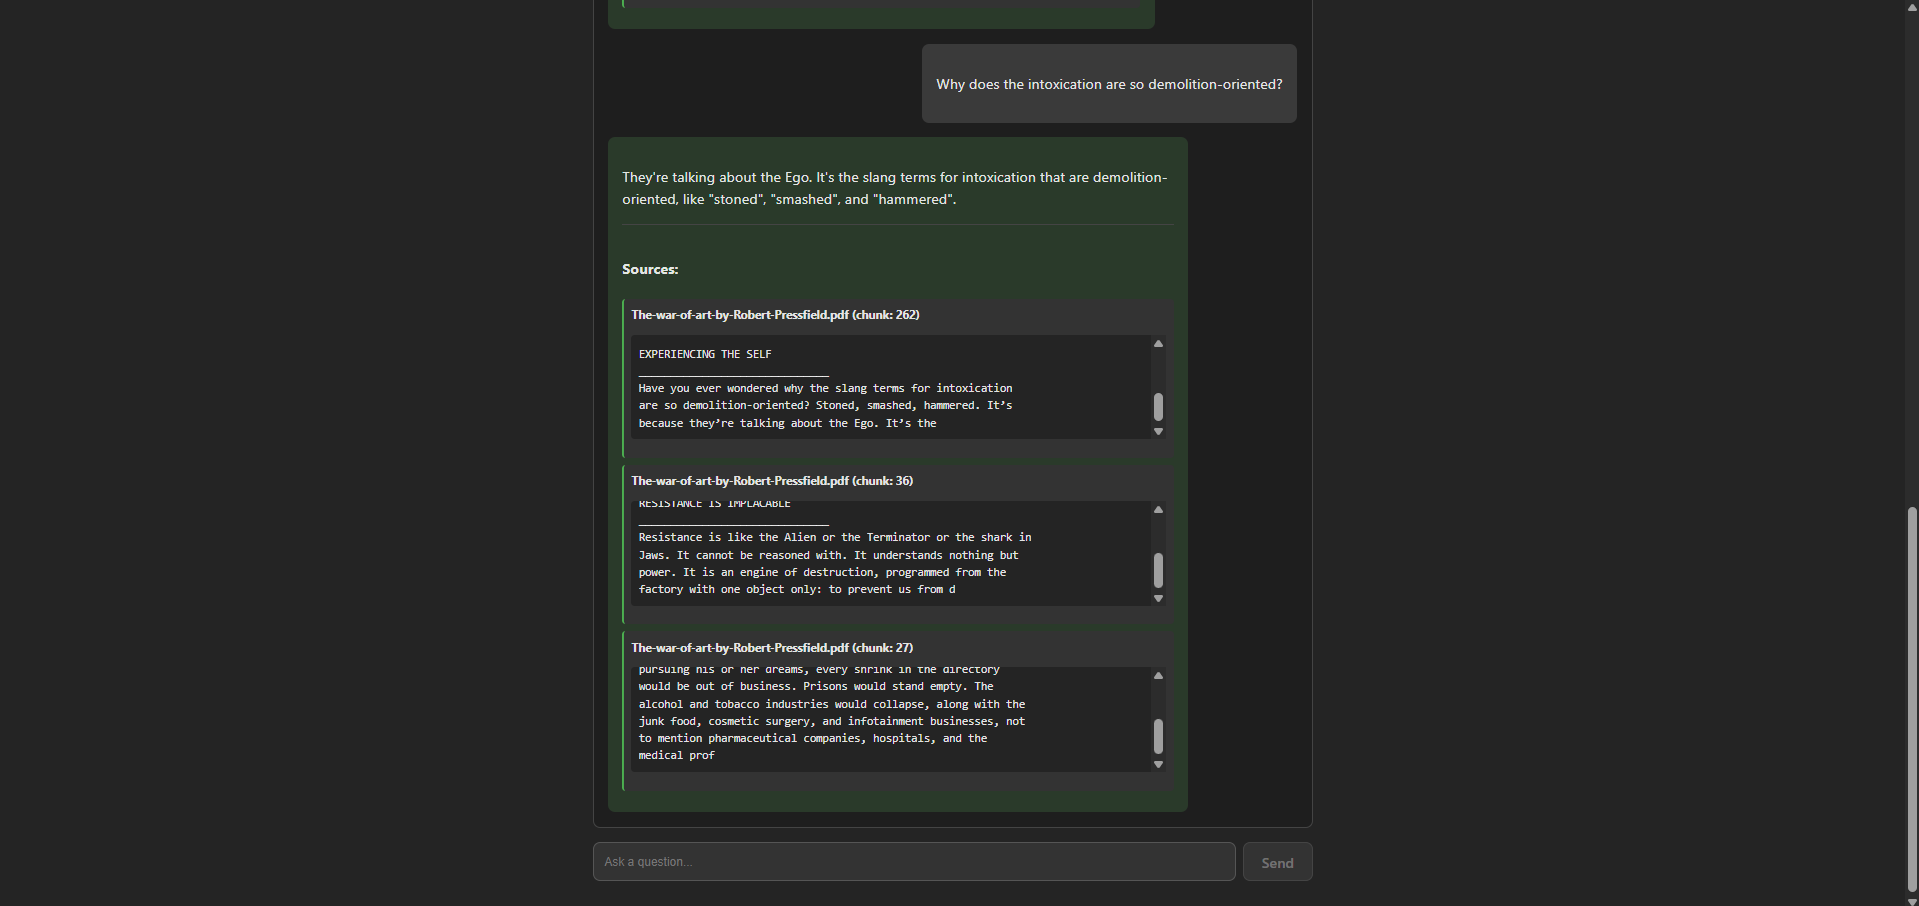 Why does the intoxication are so demolition-oriented?
They're talking about the Ego. It's the slang terms for intoxication that are demolition-
oriented, like "stoned", "smashed", and "hammered".
Sources:
The-war-of-art-by-Robert-Pressfield.pdf (chunk: 262)
EXPERIENCING THE SELF
______________________________
Have you ever wondered why the slang terms for intoxication
are so demolition-oriented? Stoned, smashed, hammered. It’s
because they’re talking about the Ego. It’s the
The-war-of-art-by-Robert-Pressfield.pdf (chunk: 36)
RESISTANCE IS IMPLACABLE
______________________________
Resistance is like the Alien or the Terminator or the shark in
Jaws. It cannot be reasoned with. It understands nothing but
power. It is an engine of destruction, programmed from the
factory with one object only: to prevent us from d
The-war-of-art-by-Robert-Pressfield.pdf (chunk: 27)
pursuing his or her dreams, every shrink in the directory
would be out of business. Prisons would stand empty. The
alcohol and tobacco industries would collapse, along with the
junk food, cosmetic surgery, and infotainment businesses, not
to mention pharmaceutical companies, hospitals, and the
medical prof
Ask a question...
Send